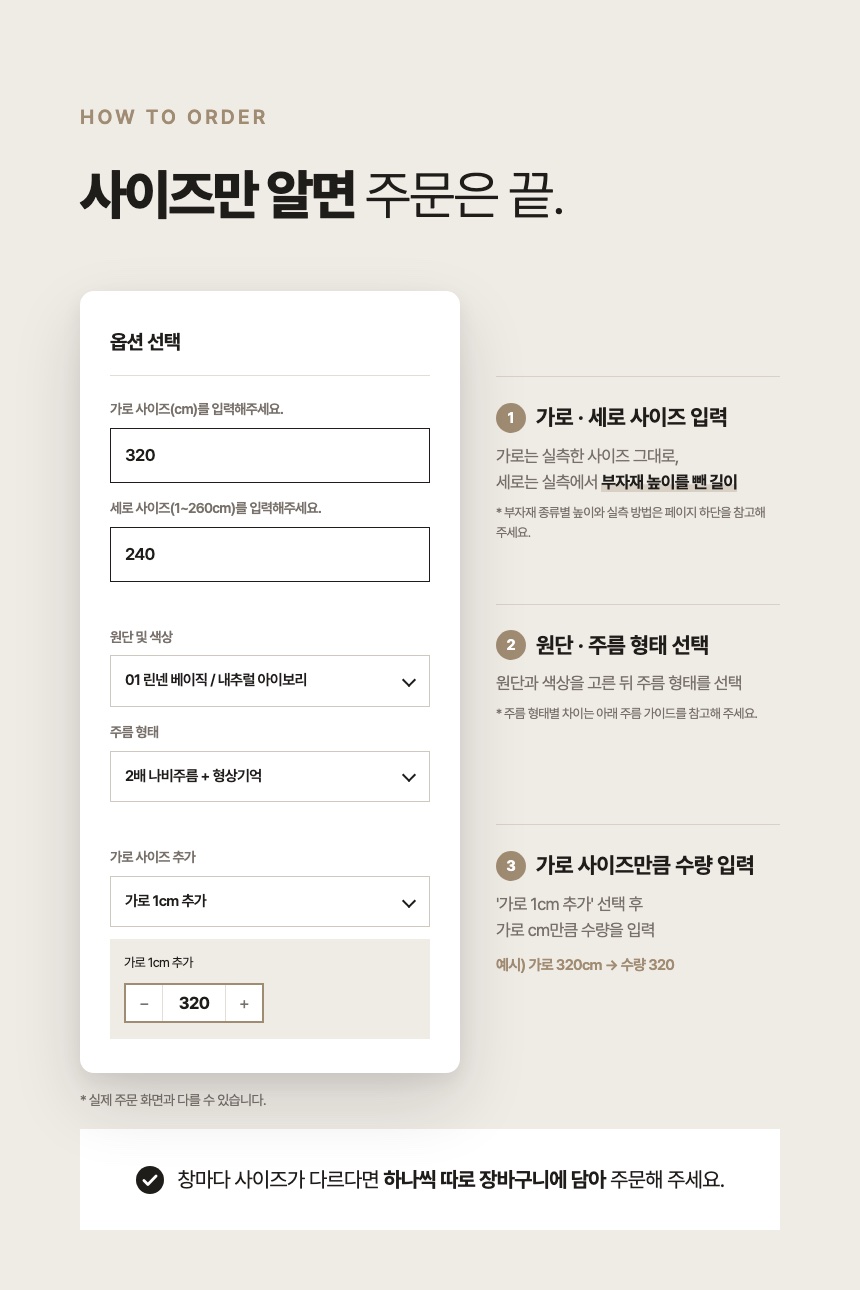 HOW TO ORDER
사이즈만 알면 주문은 끝.
옵션 선택
가로 사이즈(cm)를 입력해주세요.
320
세로 사이즈(1~260cm)를 입력해주세요.
240
원단 및 색상
01 린넨 베이직 / 내추럴 아이보리
주름 형태
2배 나비주름 + 형상기억
가로 사이즈 추가
가로 1cm 추가
가로 1cm 추가
− 320 +
* 실제 주문 화면과 다를 수 있습니다.
1 가로 · 세로 사이즈 입력
가로는 실측한 사이즈 그대로,
세로는 실측에서 부자재 높이를 뺀 길이
* 부자재 종류별 높이와 실측 방법은 페이지 하단을 참고해
주세요.
2 원단 · 주름 형태 선택
원단과 색상을 고른 뒤 주름 형태를 선택
* 주름 형태별 차이는 아래 주름 가이드를 참고해 주세요.
3 가로 사이즈만큼 수량 입력
'가로 1cm 추가' 선택 후
가로 cm만큼 수량을 입력
예시) 가로 320cm → 수량 320
창마다 사이즈가 다르다면 하나씩 따로 장바구니에 담아 주문해 주세요.